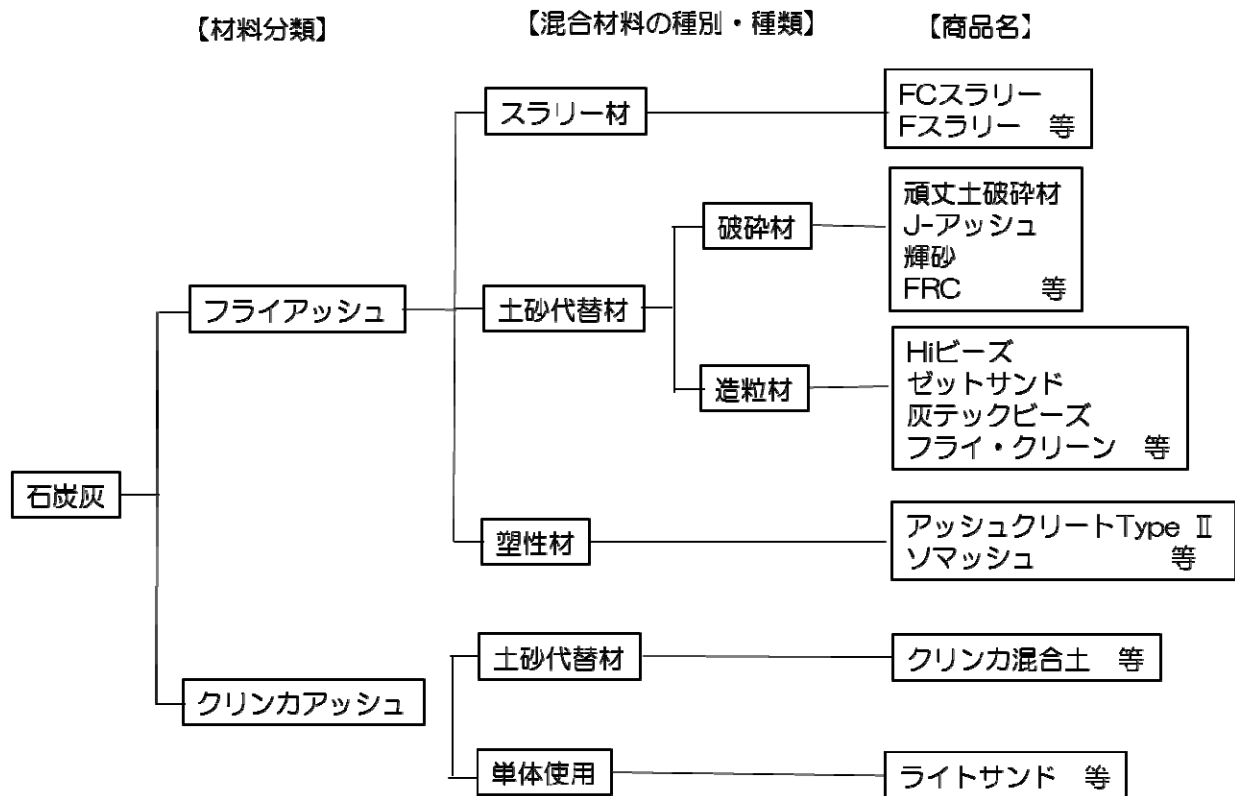 【材料分類】
【混合材料の種別・種類】
【商品名】
石炭灰
フライアッシュ
スラリー材
FCスラリー
Fスラリー 等
土砂代替材
破砕材
頑丈土破砕材
J-アッシュ
輝砂
FRC 等
造粒材
Hiビーズ
ゼットサンド
灰テックビーズ
フライ・クリーン 等
塑性材
アッシュクリートType Ⅱ
ソマッシュ 等
クリンカアッシュ
土砂代替材
クリンカ混合土 等
単体使用
ライトサンド 等